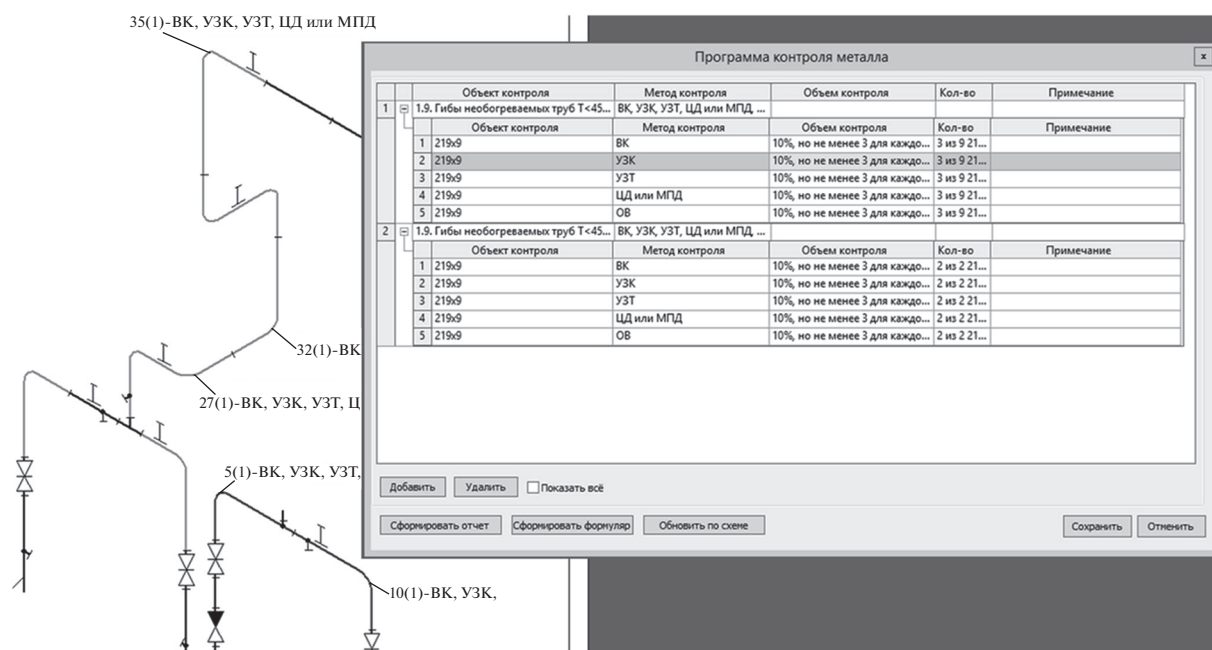 35(1)-ВК, УЗК, УЗТ, ЦД или МПД
Программа контроля металла
x
Объект контроля Метод контроля Объем контроля Кол-во Примечание
1 1.9. Гибы необогреваемых труб Т<45... ВК, УЗК, УЗТ, ЦД или МПД, ...
Объект контроля Метод контроля Объем контроля Кол-во Примечание
1 219х9 ВК 10%, но не менее 3 для каждо... 3 из 9 21...
2 219х9 УЗК 10%, но не менее 3 для каждо... 3 из 9 21...
3 219х9 УЗТ 10%, но не менее 3 для каждо... 3 из 9 21...
4 219х9 ЦД или МПД 10%, но не менее 3 для каждо... 3 из 9 21...
5 219х9 ОВ 10%, но не менее 3 для каждо... 3 из 9 21...
2 1.9. Гибы необогреваемых труб Т<45... ВК, УЗК, УЗТ, ЦД или МПД, ...
Объект контроля Метод контроля Объем контроля Кол-во Примечание
1 219х9 ВК 10%, но не менее 3 для каждо... 2 из 2 21...
2 219х9 УЗК 10%, но не менее 3 для каждо... 2 из 2 21...
3 219х9 УЗТ 10%, но не менее 3 для каждо... 2 из 2 21...
4 219х9 ЦД или МПД 10%, но не менее 3 для каждо... 2 из 2 21...
5 219х9 ОВ 10%, но не менее 3 для каждо... 2 из 2 21...
32(1)-ВК
27(1)-ВК, УЗК, УЗТ, Ц
5(1)-ВК, УЗК, УЗТ,
Добавить Удалить Показать всё
Сформировать отчет Сформировать формуляр Обновить по схеме Сохранить Отменить
10(1)-ВК, УЗК,